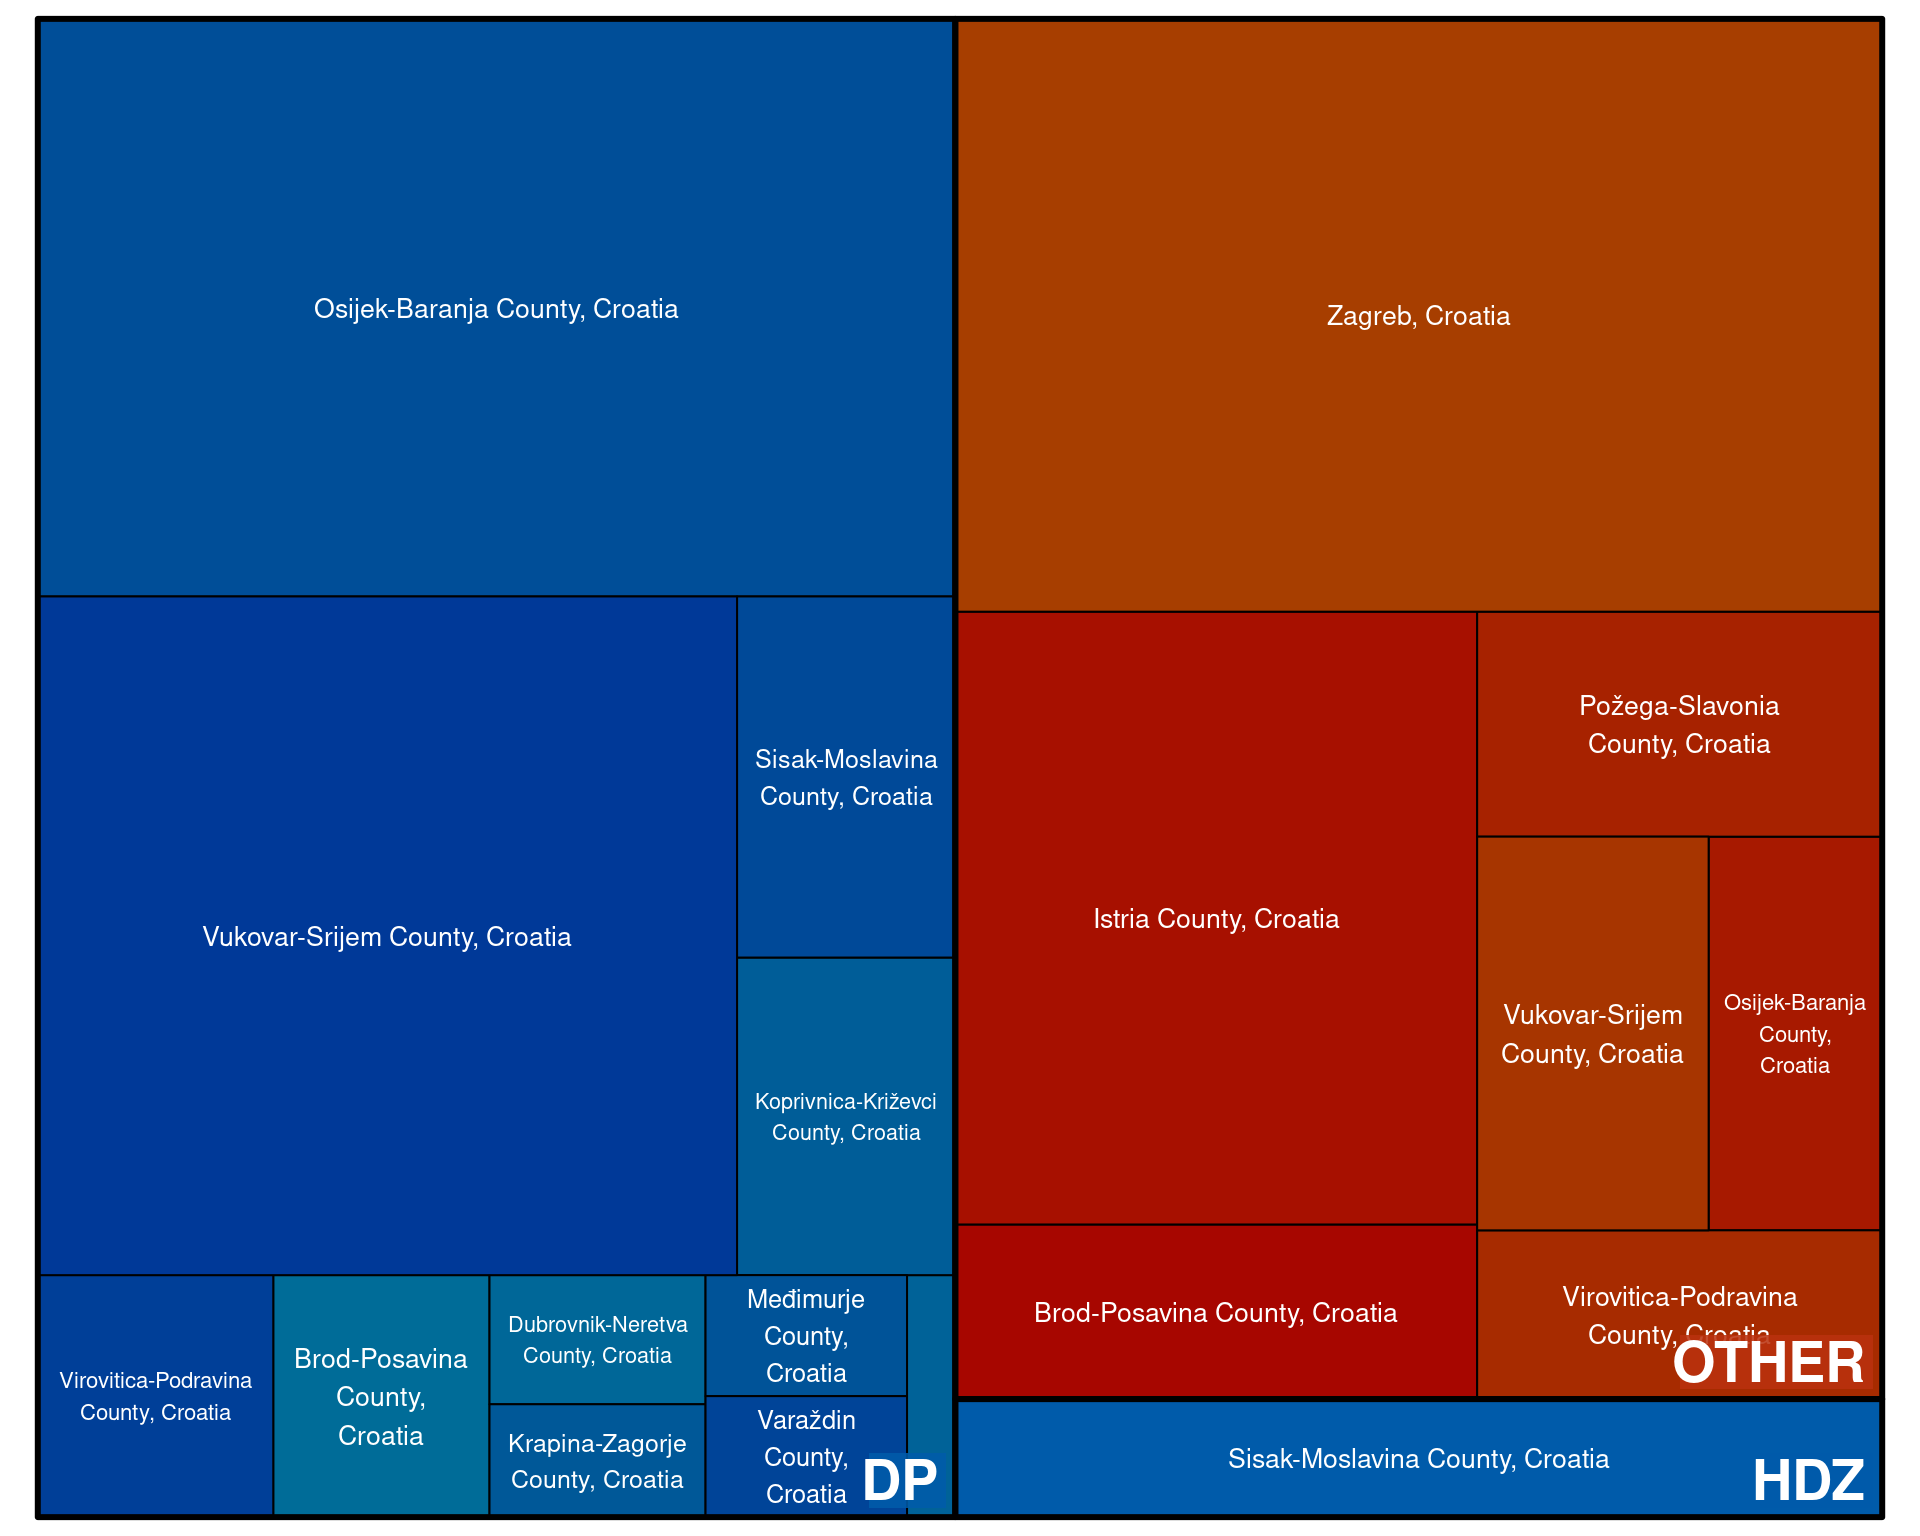 Osijek-Baranja County, Croatia
Vukovar-Srijem County, Croatia
Sisak-Moslavina
County, Croatia
Koprivnica-Križevci
County, Croatia
Virovitica-Podravina
County, Croatia
Brod-Posavina
County,
Croatia
Dubrovnik-Neretva
County, Croatia
Krapina-Zagorje
County, Croatia
Međimurje
County,
Croatia
Varaždin
County,
Croatia
DP
Zagreb, Croatia
Istria County, Croatia
Brod-Posavina County, Croatia
Požega-Slavonia
County, Croatia
Vukovar-Srijem
County, Croatia
Osijek-Baranja
County,
Croatia
Virovitica-Podravina
County, Croatia
OTHER
Sisak-Moslavina County, Croatia
HDZ